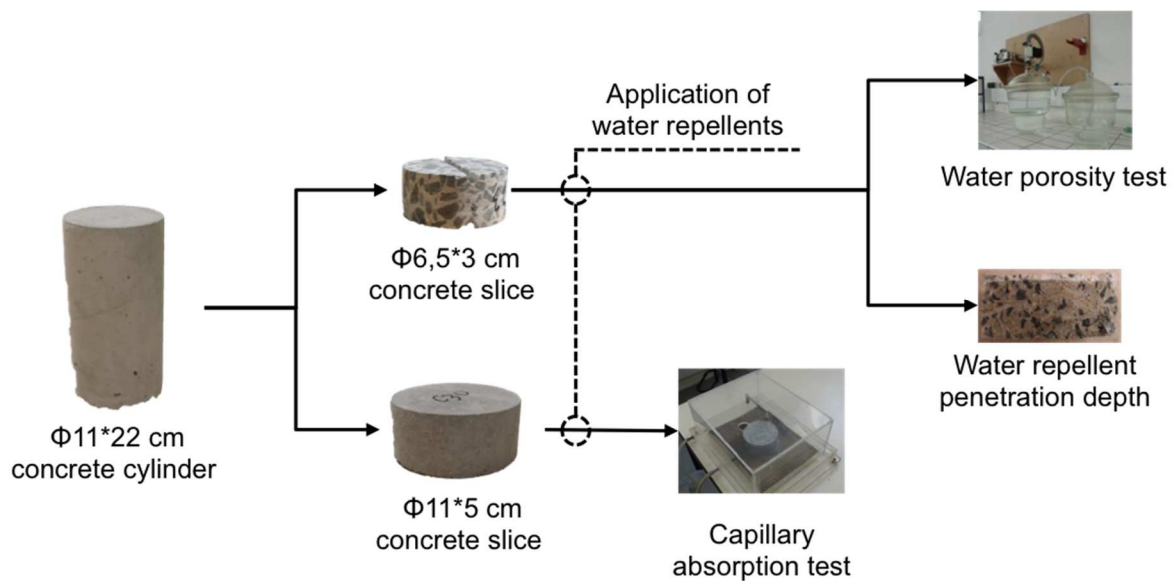 Application of
water repellents
Water porosity test
Φ6,5*3 cm
concrete slice
Water repellent
penetration depth
Φ11*22 cm
concrete cylinder
Φ11*5 cm
concrete slice
Capillary
absorption test